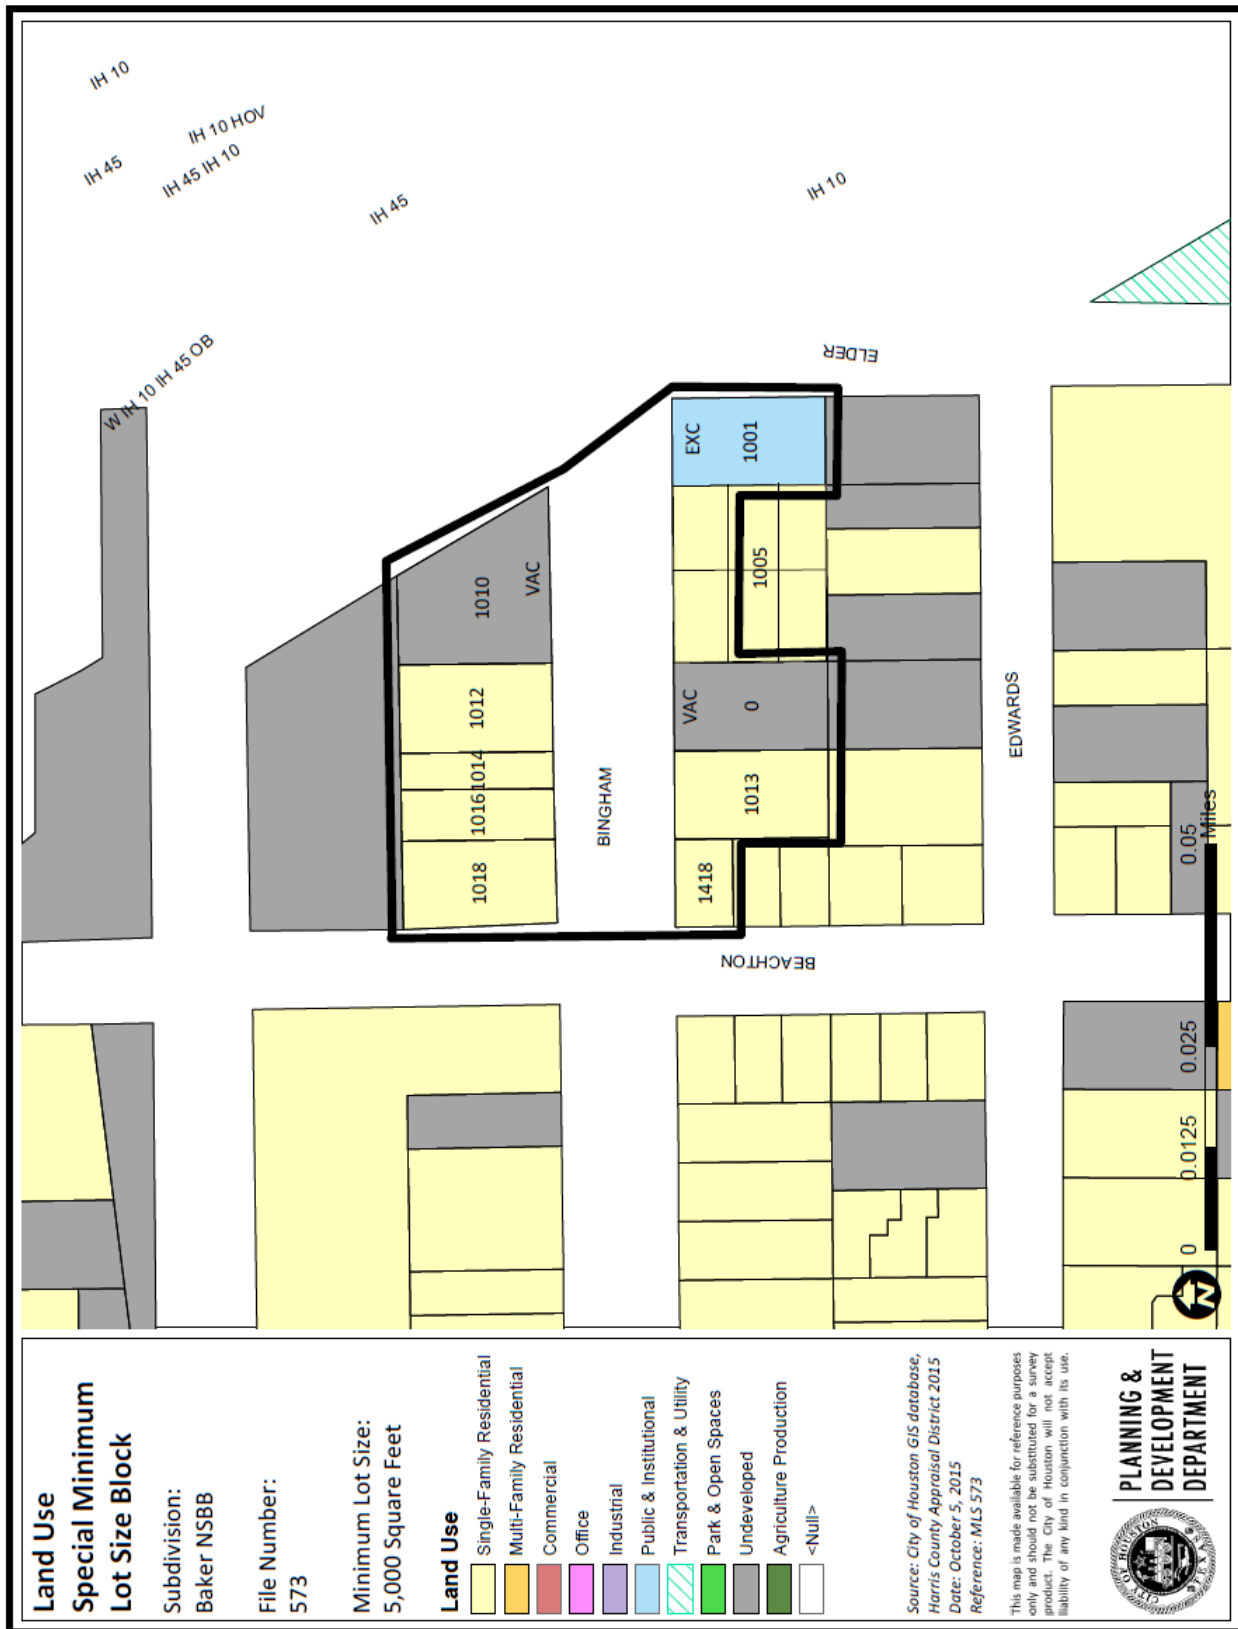 Land Use
Special Minimum
Lot Size Block
Subdivision:
Baker NSBB
File Number:
573
Minimum Lot Size:
5,000 Square Feet
Land Use
Single-Family Residential
Multi-Family Residential
Commercial
Office
Industrial
Public & Institutional
Transportation & Utility
Park & Open Spaces
Undeveloped
Agriculture Production
<Null>
Source: City of Houston GIS database,
Harris County Appraisal District 2015
Date: October 5, 2015
Reference: MLS 573
This map is made available for reference purposes
only and should not be substituted for a survey
product. The City of Houston will not accept
liability of any kind in conjunction with its use.
CITY OF HOUSTON
TEXAS
PLANNING &
DEVELOPMENT
DEPARTMENT
IH 10
IH 45
IH 10 HOV
IH 45 IH 10
IH 45
IH 10
W IH 10 IH 45 OB
ELDER
1018
1016
1014
1012
1010
VAC
BINGHAM
1418
1013
VAC
0
1005
EXC
1001
BEACHTON
EDWARDS
N
0
0.0125
0.025
0.05
Miles